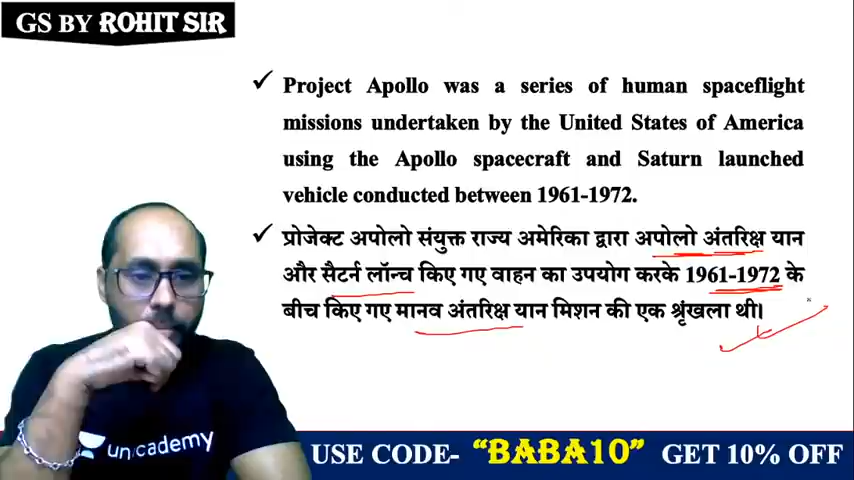 GS BY ROHIT SIR
✓ Project Apollo was a series of human spaceflight
missions undertaken by the United States of America
using the Apollo spacecraft and Saturn launched
vehicle conducted between 1961-1972.
✓ प्रोजेक्ट अपोलो संयुक्त राज्य अमेरिका द्वारा अपोलो अंतरिक्ष यान
और सैटर्न लॉन्च किए गए वाहन का उपयोग करके 1961-1972 के
बीच किए गए मानव अंतरिक्ष यान मिशन की एक श्रृंखला थी।
unacademy
USE CODE- “BABA10” GET 10% OFF